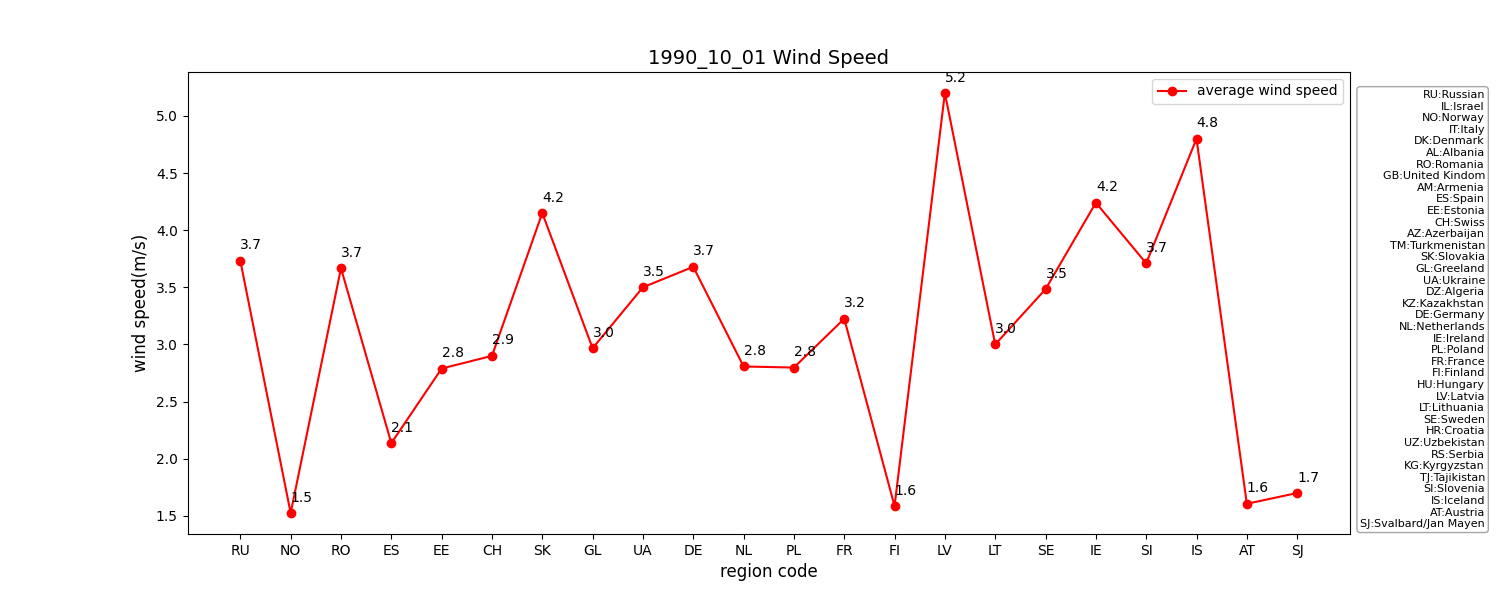 1990_10_01 Wind Speed
average wind speed
wind speed(m/s)
5.0
4.5
4.0
3.5
3.0
2.5
2.0
1.5
3.7
1.5
3.7
2.1
2.8
2.9
4.2
3.0
3.5
3.7
2.8
2.8
3.2
1.6
5.2
3.0
3.5
4.2
3.7
4.8
1.6
1.7
RU NO RO ES EE CH SK GL UA DE NL PL FR FI LV LT SE IE SI IS AT SJ
region code
RU:Russian
IL:Israel
NO:Norway
IT:Italy
DK:Denmark
AL:Albania
RO:Romania
GB:United Kindom
AM:Armenia
ES:Spain
EE:Estonia
CH:Swiss
AZ:Azerbaijan
TM:Turkmenistan
SK:Slovakia
GL:Greeland
UA:Ukraine
DZ:Algeria
KZ:Kazakhstan
DE:Germany
NL:Netherlands
IE:Ireland
PL:Poland
FR:France
FI:Finland
HU:Hungary
LV:Latvia
LT:Lithuania
SE:Sweden
HR:Croatia
UZ:Uzbekistan
RS:Serbia
KG:Kyrgyzstan
TJ:Tajikistan
SI:Slovenia
IS:Iceland
AT:Austria
SJ:Svalbard/Jan Mayen